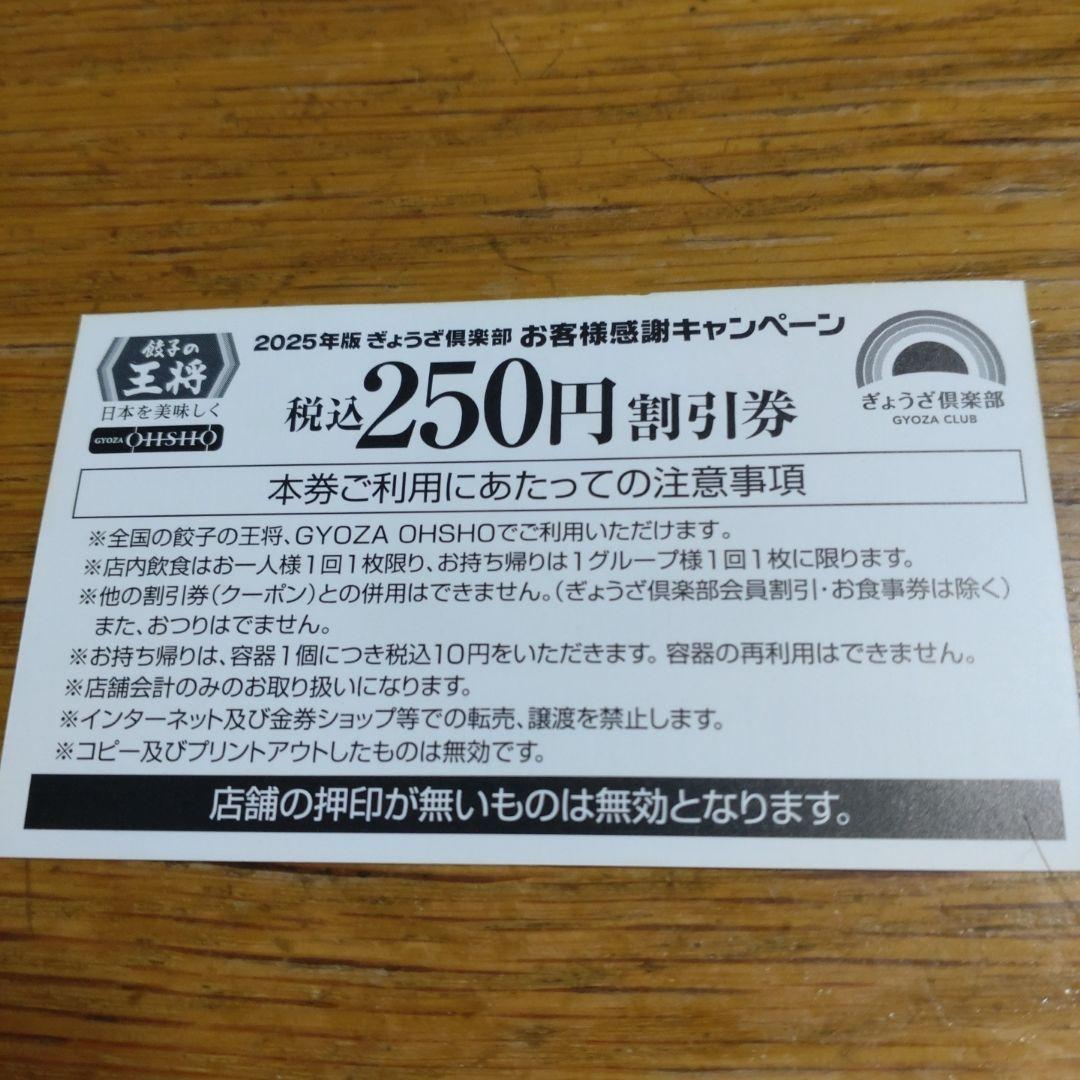 餃子の
王将
日本を美味しく
GYOZA OHSHO
2025年版 ぎょうざ倶楽部 お客様感謝キャンペーン
税込250円割引券
ぎょうざ倶楽部
GYOZA CLUB
本券ご利用にあたっての注意事項
※全国の餃子の王将、GYOZA OHSHOでご利用いただけます。
※店内飲食はお一人様1回1枚限り、お持ち帰りは1グループ様1回1枚に限ります。
※他の割引券(クーポン)との併用はできません。(ぎょうざ倶楽部会員割引・お食事券は除く)
また、おつりはでません。
※お持ち帰りは、容器1個につき税込10円をいただきます。容器の再利用はできません。
※店舗会計のみのお取り扱いになります。
※インターネット及び金券ショップ等での転売、譲渡を禁止します。
※コピー及びプリントアウトしたものは無効です。
店舗の押印が無いものは無効となります。